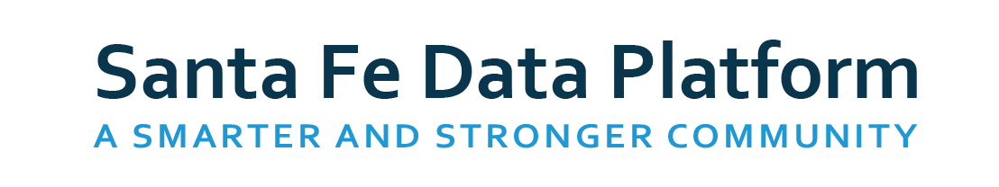 Santa Fe Data Platform
A SMARTER AND STRONGER COMMUNITY